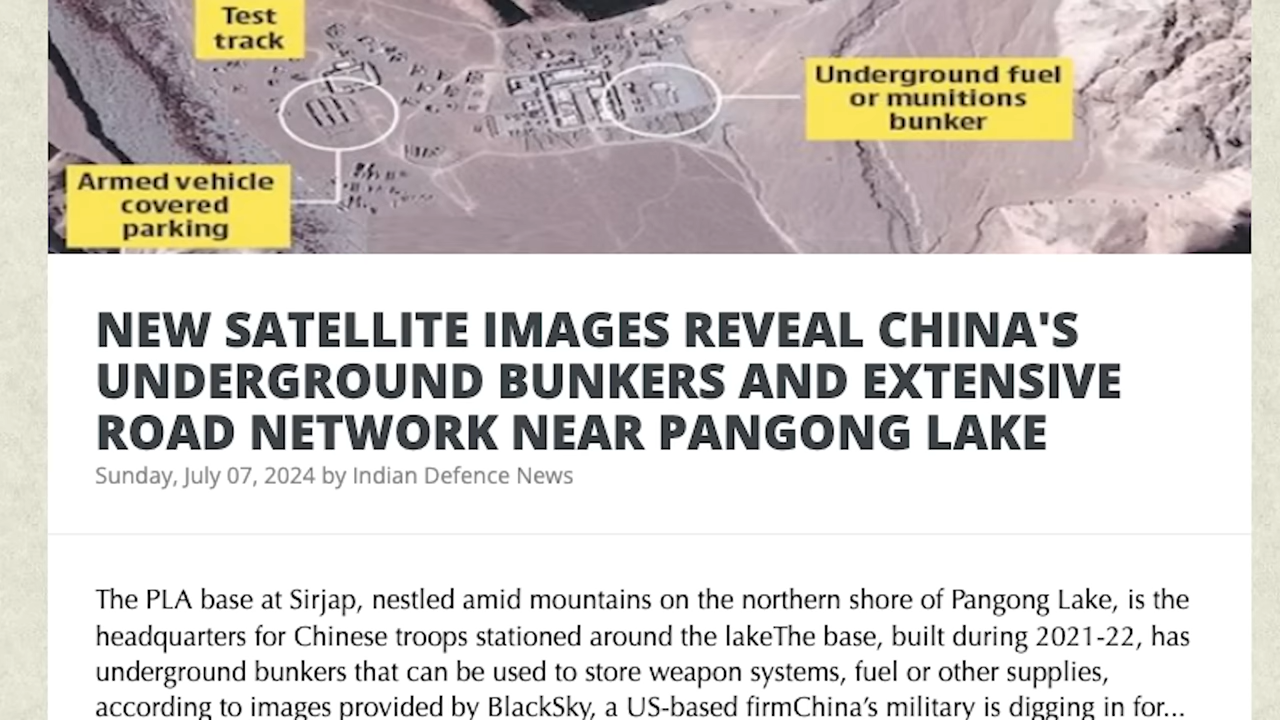 Test
track
Underground fuel
or munitions
bunker
Armed vehicle
covered
parking
NEW SATELLITE IMAGES REVEAL CHINA'S
UNDERGROUND BUNKERS AND EXTENSIVE
ROAD NETWORK NEAR PANGONG LAKE
Sunday, July 07, 2024 by Indian Defence News
The PLA base at Sirjap, nestled amid mountains on the northern shore of Pangong Lake, is the
headquarters for Chinese troops stationed around the lakeThe base, built during 2021-22, has
underground bunkers that can be used to store weapon systems, fuel or other supplies,
according to images provided by BlackSky, a US-based firmChina’s military is digging in for...